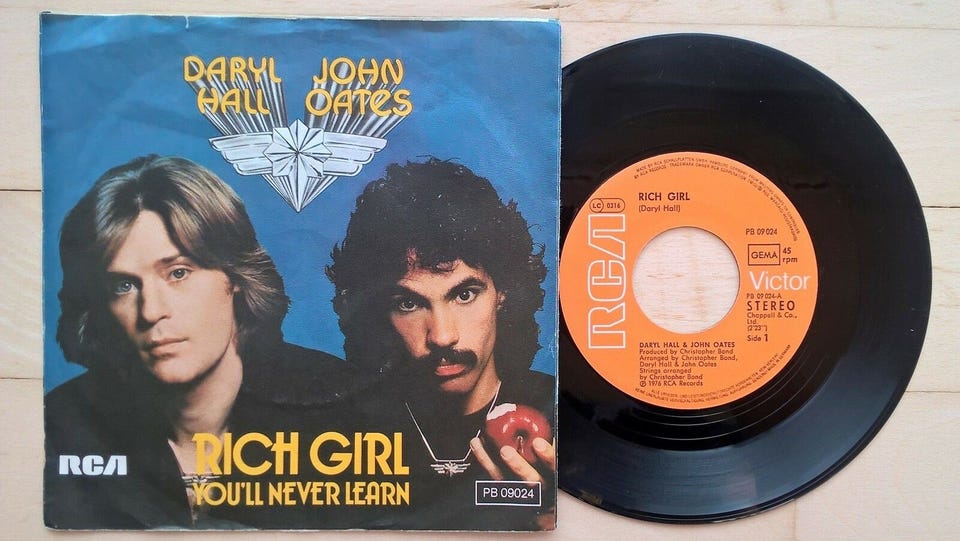 DARYL JOHN
HALL OATES
RCA
RICH GIRL
YOU'LL NEVER LEARN
PB 09024
LC 0316
RICH GIRL
(Daryl Hall)
PB 09 024
GEMA 45
rpm
RCA
Victor
PB 09 024-A
STEREO
Chappell & Co.,
Ltd.
(2'23")
Side 1
DARYL HALL & JOHN OATES
Produced by Christopher Bond
Arranged by Christopher Bond,
Daryl Hall & John Oates
Strings arranged
by Christopher Bond
℗ 1976 RCA Records